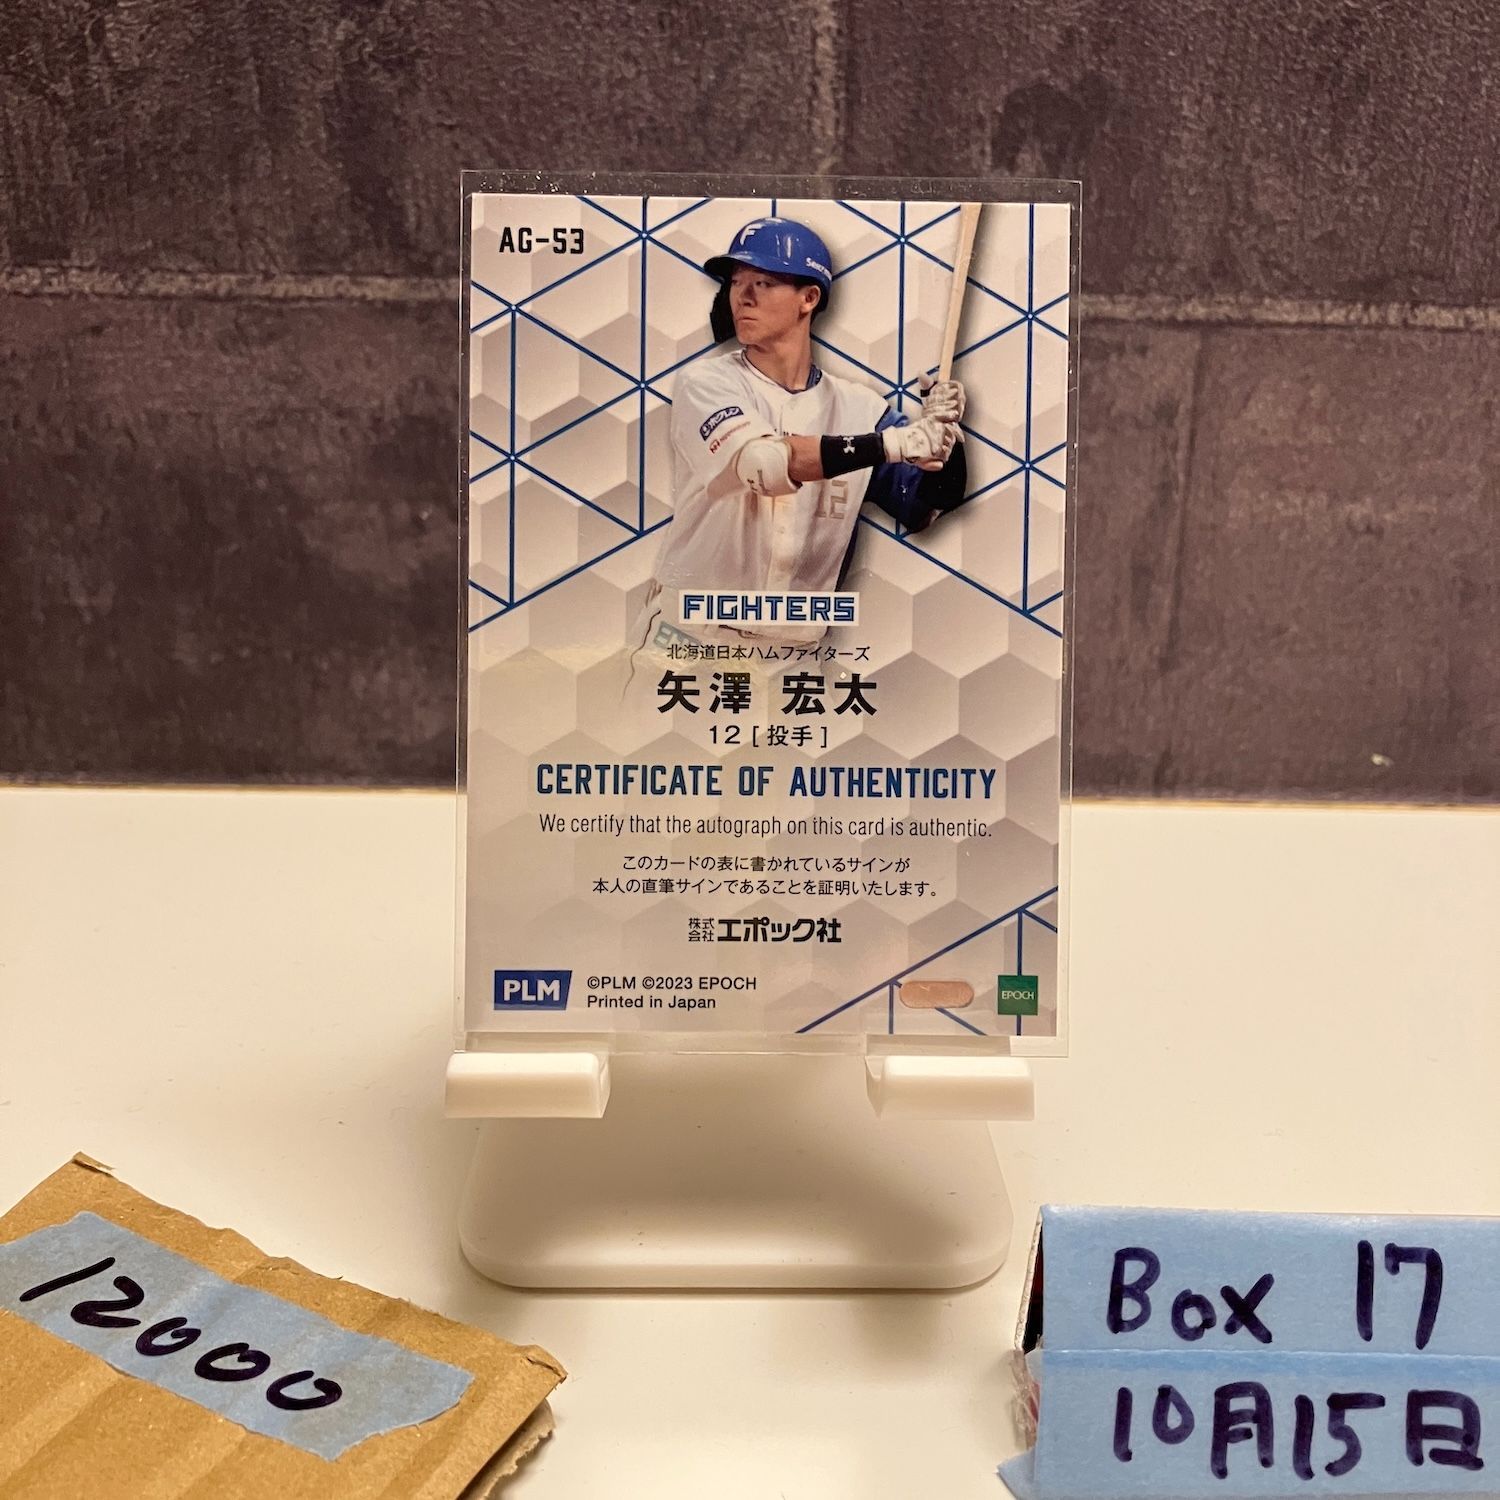 AG-53
F
12
FIGHTERS
北海道日本ハムファイターズ
矢澤 宏太
12 [ 投手 ]
CERTIFICATE OF AUTHENTICITY
We certify that the autograph on this card is authentic.
このカードの表に書かれているサインが
本人の直筆サインであることを証明いたします。
株式会社エポック社
PLM
©PLM ©2023 EPOCH
Printed in Japan
EPOCH
12000
Box 17
10月15日